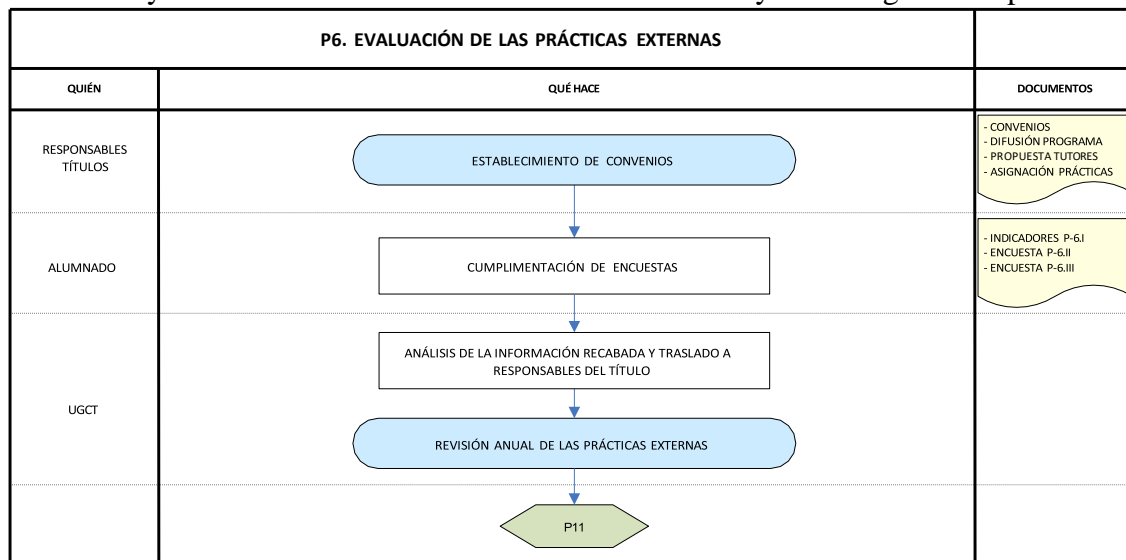 P6. EVALUACIÓN DE LAS PRÁCTICAS EXTERNAS
QUIÉN
QUÉ HACE
DOCUMENTOS
RESPONSABLES
TÍTULOS
ESTABLECIMIENTO DE CONVENIOS
- CONVENIOS
- DIFUSIÓN PROGRAMA
- PROPUESTA TUTORES
- ASIGNACIÓN PRÁCTICAS
ALUMNADO
CUMPLIMENTACIÓN DE ENCUESTAS
- INDICADORES P-6.I
- ENCUESTA P-6.II
- ENCUESTA P-6.III
UGCT
ANÁLISIS DE LA INFORMACIÓN RECABADA Y TRASLADO A
RESPONSABLES DEL TÍTULO
REVISIÓN ANUAL DE LAS PRÁCTICAS EXTERNAS
P11